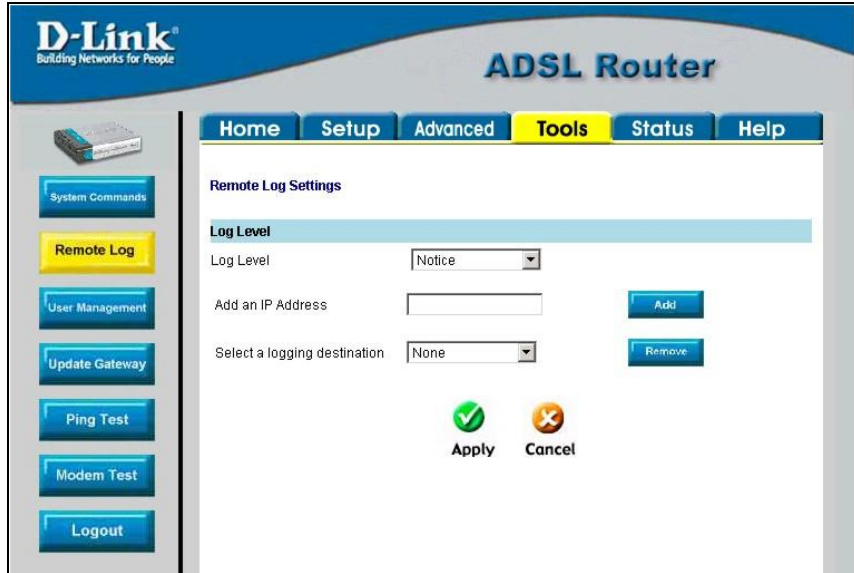 D-Link®
Building Networks for People
ADSL Router
Home Setup Advanced Tools Status Help
System Commands
Remote Log
User Management
Update Gateway
Ping Test
Modem Test
Logout
Remote Log Settings
Log Level
Log Level Notice
Add an IP Address Add
Select a logging destination None Remove
Apply Cancel